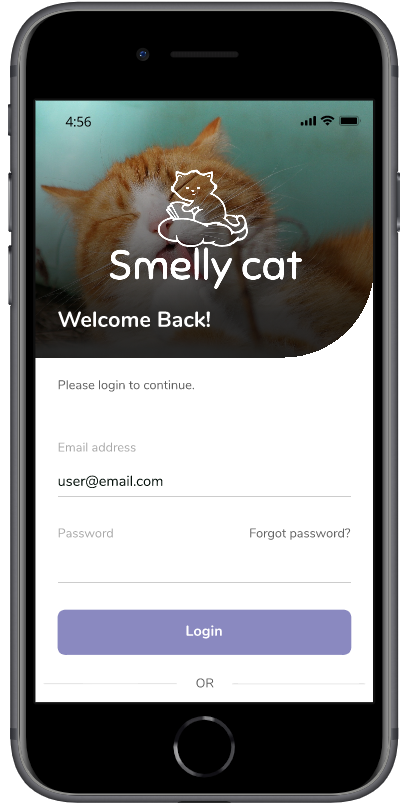 4:56
Smelly cat
Welcome Back!
Please login to continue.
Email address
user@email.com
Password Forgot password?
Login
OR